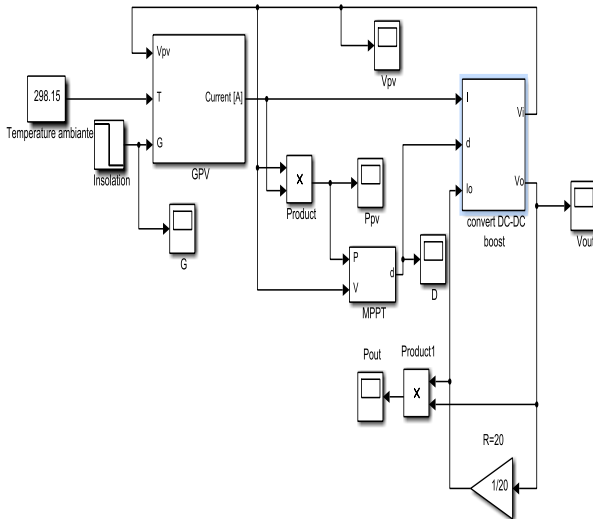 Vpv
298.15
T
Current [A]
I
Vi
Vpv
Temperature ambiante
G
d
Insolation
GPV
X
Product
Ppv
Io
Vo
convert DC-DC
boost
Vout
G
P
V
d
MPPT
D
Pout
Product1
X
R=20
1/20